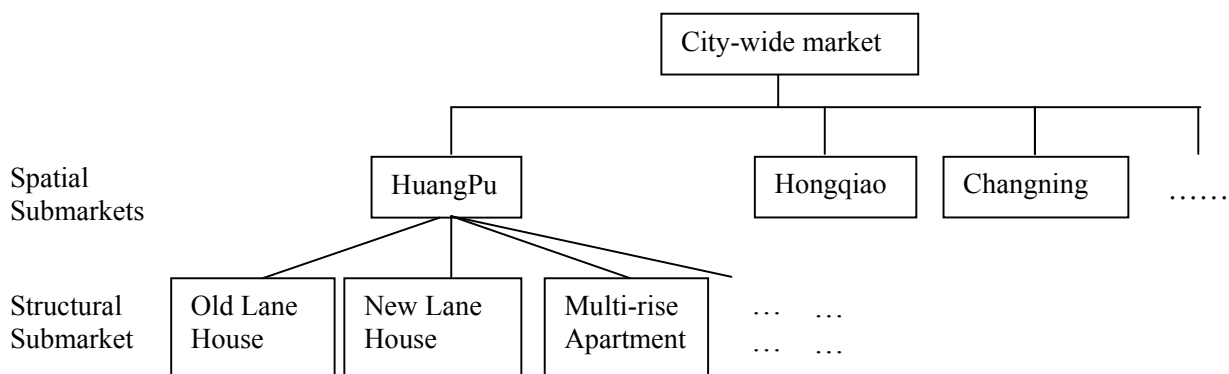 City-wide market
Spatial
Submarkets
HuangPu
Hongqiao
Changning
……
Structural
Submarket
Old Lane
House
New Lane
House
Multi-rise
Apartment
… …
… …